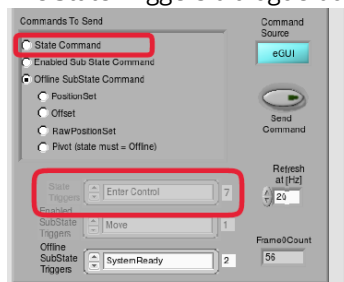 Commands To Send
Command
Source
State Command
eGUI
Enabled Sub State Command
Offline SubState Command
PositionSet
Offset
RawPositionSet
Pivot (state must = Offline)
Send
Command
Refresh
at [Hz]
20
State
Triggers
Enter Control
7
Enabled
SubState
Triggers
Move
1
Offline
SubState
Triggers
SystemReady
2
Frame0Count
56